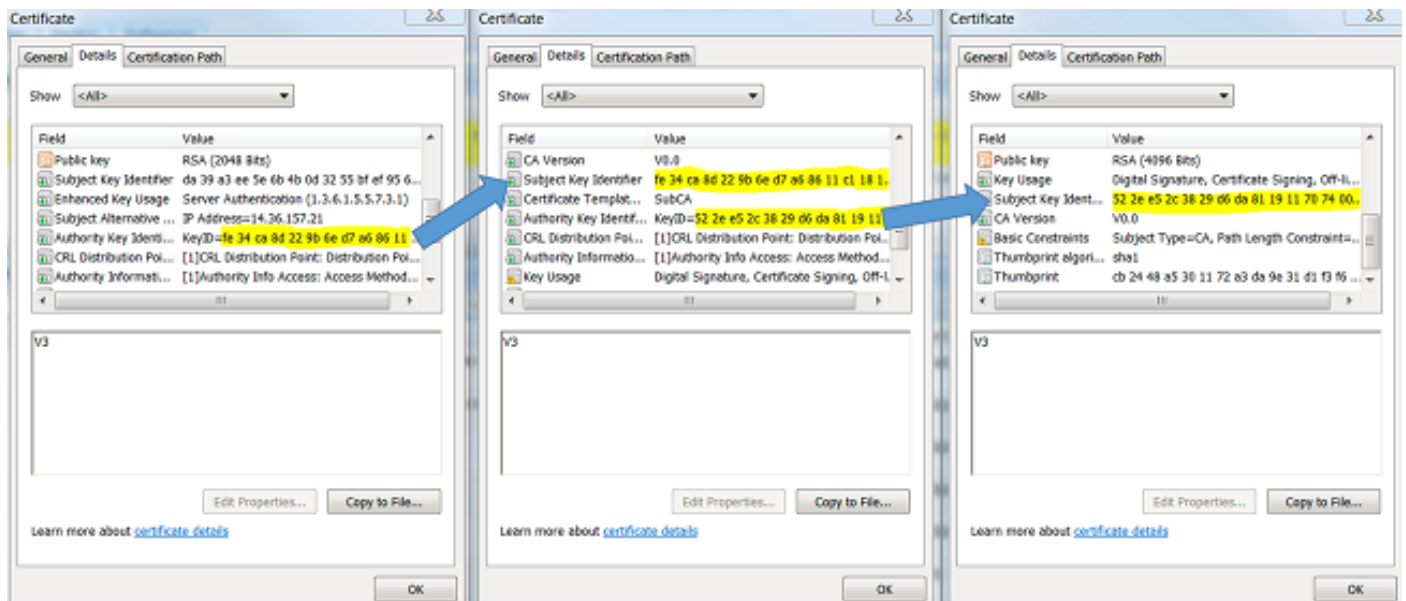 Certificate
General Details Certification Path
Show <All>
Field Value
Public key RSA (2048 Bits)
Subject Key Identifier da 39 a3 ee 5e 6b 4b 0d 32 55 bf ef 95 6...
Enhanced Key Usage Server Authentication (1.3.6.1.5.5.7.3.1)
Subject Alternative ... IP Address=14.36.157.21
Authority Key Identi... KeyID=fe 34 ca 8d 22 9b 6e d7 a6 86 11
CRL Distribution Poi... [1]CRL Distribution Point: Distribution Poi...
Authority Informati... [1]Authority Info Access: Access Method...
V3
Edit Properties... Copy to File...
Learn more about certificate details
OK
Certificate
General Details Certification Path
Show <All>
Field Value
CA Version V0.0
Subject Key Identifier fe 34 ca 8d 22 9b 6e d7 a6 86 11 c1 18 1...
Certificate Templat... SubCA
Authority Key Identif... KeyID=52 2e e5 2c 38 29 d6 da 81 19 11
CRL Distribution Poi... [1]CRL Distribution Point: Distribution Poi...
Authority Informatio... [1]Authority Info Access: Access Method...
Key Usage Digital Signature, Certificate Signing, Off-l...
V3
Edit Properties... Copy to File...
Learn more about certificate details
OK
Certificate
General Details Certification Path
Show <All>
Field Value
Public key RSA (4096 Bits)
Key Usage Digital Signature, Certificate Signing, Off-li...
Subject Key Ident... 52 2e e5 2c 38 29 d6 da 81 19 11 70 74 00...
CA Version V0.0
Basic Constraints Subject Type=CA, Path Length Constraint=...
Thumbprint algori... sha1
Thumbprint cb 24 48 a5 30 11 72 a3 da 9e 31 d1 f3 f6 ...
V3
Edit Properties... Copy to File...
Learn more about certificate details
OK